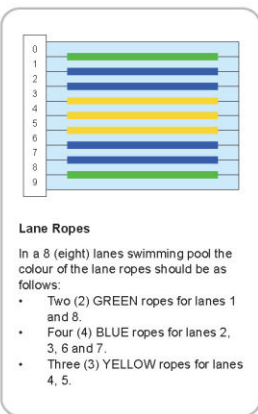 0
1
2
3
4
5
6
7
8
9
Lane Ropes
In a 8 (eight) lanes swimming pool the
colour of the lane ropes should be as
follows:
• Two (2) GREEN ropes for lanes 1
and 8.
• Four (4) BLUE ropes for lanes 2,
3, 6 and 7.
• Three (3) YELLOW ropes for lanes
4, 5.